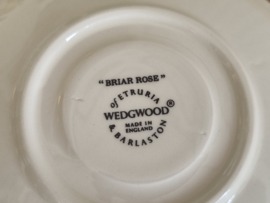 "BRIAR ROSE"
of ETRURIA
WEDGWOOD®
MADE IN
ENGLAND
& BARLASTON